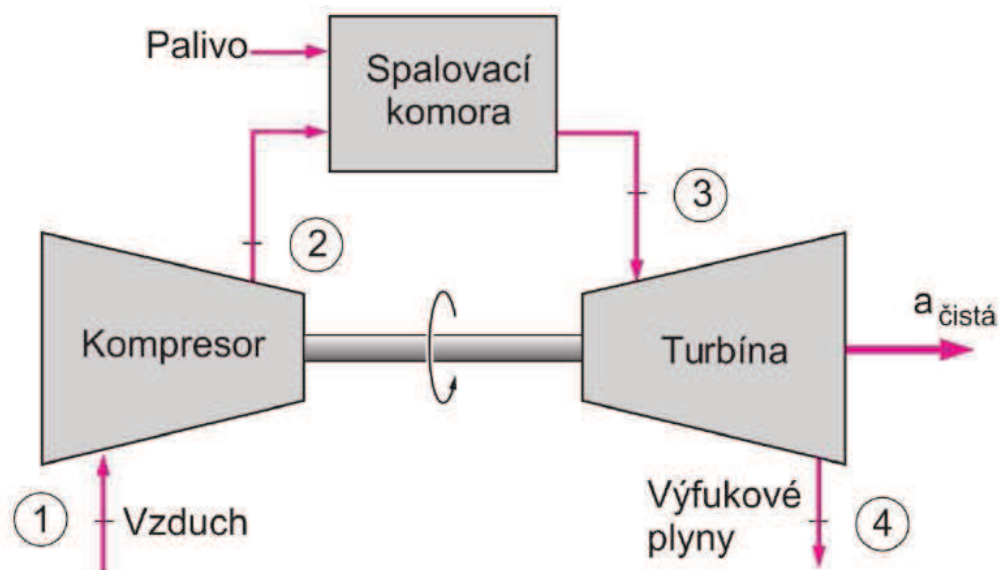 Palivo
Spalovací
komora
3
2
Kompresor
Turbína
a čistá
1
Vzduch
Výfukové
plyny
4